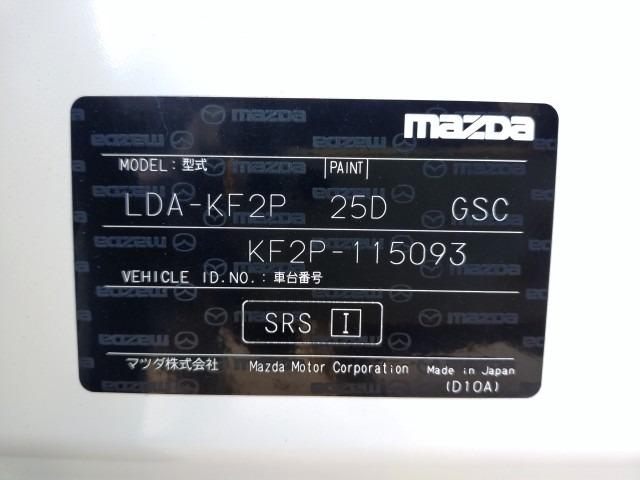 mazda
MODEL: 型式 PAINT
LDA-KF2P 25D GSC
KF2P-115093
VEHICLE ID.NO.: 車台番号
SRS I
マツダ株式会社 Mazda Motor Corporation Made in Japan
(D10A)